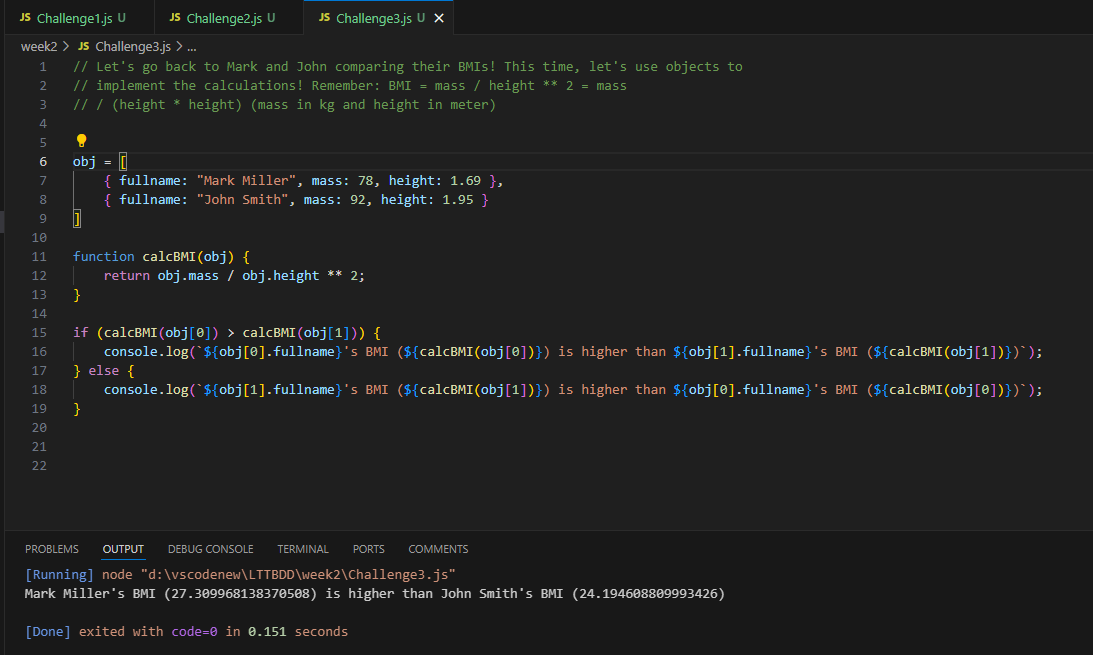 JS Challenge1.js U JS Challenge2.js U JS Challenge3.js U ×
week2 > JS Challenge3.js > ...
1 // Let's go back to Mark and John comparing their BMIs! This time, let's use objects to
2 // implement the calculations! Remember: BMI = mass / height ** 2 = mass
3 // / (height * height) (mass in kg and height in meter)
4
5
6 obj = [
7     { fullname: "Mark Miller", mass: 78, height: 1.69 },
8     { fullname: "John Smith", mass: 92, height: 1.95 }
9 ]
10
11 function calcBMI(obj) {
12     return obj.mass / obj.height ** 2;
13 }
14
15 if (calcBMI(obj[0]) > calcBMI(obj[1])) {
16     console.log(`${obj[0].fullname}'s BMI (${calcBMI(obj[0])}) is higher than ${obj[1].fullname}'s BMI (${calcBMI(obj[1])})`);
17 } else {
18     console.log(`${obj[1].fullname}'s BMI (${calcBMI(obj[1])}) is higher than ${obj[0].fullname}'s BMI (${calcBMI(obj[0])})`);
19 }
20
21
22
PROBLEMS OUTPUT DEBUG CONSOLE TERMINAL PORTS COMMENTS
[Running] node "d:\vscodenew\LTTBDD\week2\Challenge3.js"
Mark Miller's BMI (27.309968138370508) is higher than John Smith's BMI (24.194608809993426)
[Done] exited with code=0 in 0.151 seconds